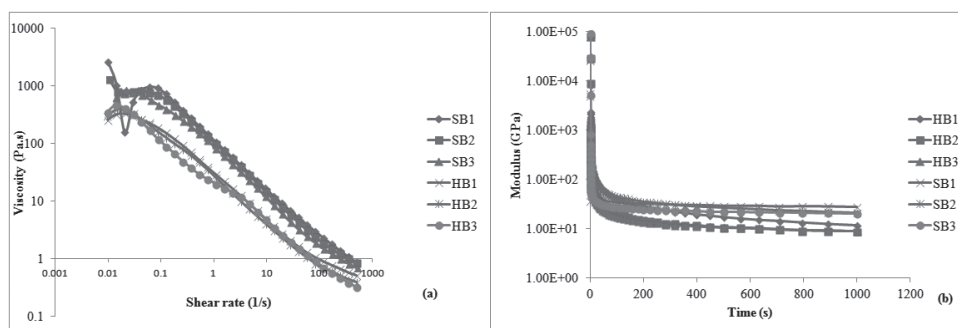 10000
1000
100
10
1
0.1
Viscosity (Pa.s)
0.001 0.01 0.1 1 10 100 1000
Shear rate (1/s)
(a)
SB1
SB2
SB3
HB1
HB2
HB3
1.00E+05
1.00E+04
1.00E+03
1.00E+02
1.00E+01
1.00E+00
Modulus (GPa)
0 200 400 600 800 1000 1200
Time (s)
(b)
HB1
HB2
HB3
SB1
SB2
SB3